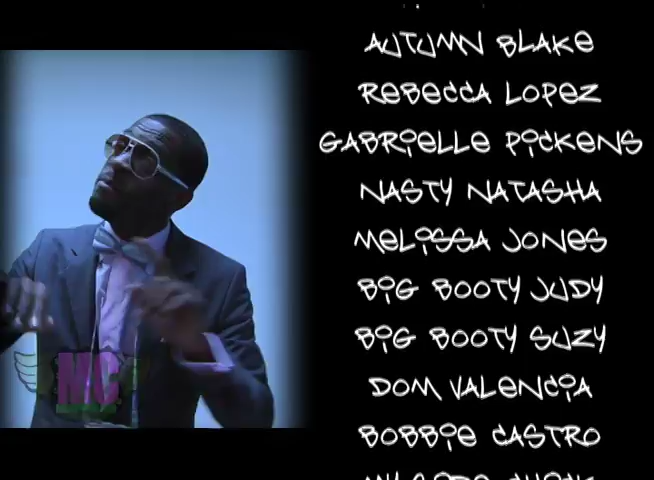 MC
AUTUMN BLAKE
REBECCA LOPEZ
GABRIELLE PICKENS
NASTY NATASHA
MELISSA JONES
BIG BOOTY JUDY
BIG BOOTY SUZY
DOM VALENCIA
BOBBIE CASTRO